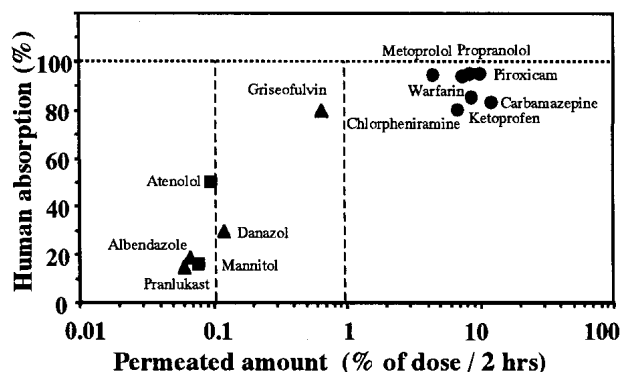 Human absorption (%)
100
80
60
40
20
0
Metoprolol Propranolol
Piroxicam
Griseofulvin
Warfarin
Carbamazepine
Ketoprofen
Chlorpheniramine
Atenolol
Danazol
Albendazole
Mannitol
Pranlukast
0.01 0.1 1 10 100
Permeated amount (% of dose / 2 hrs)